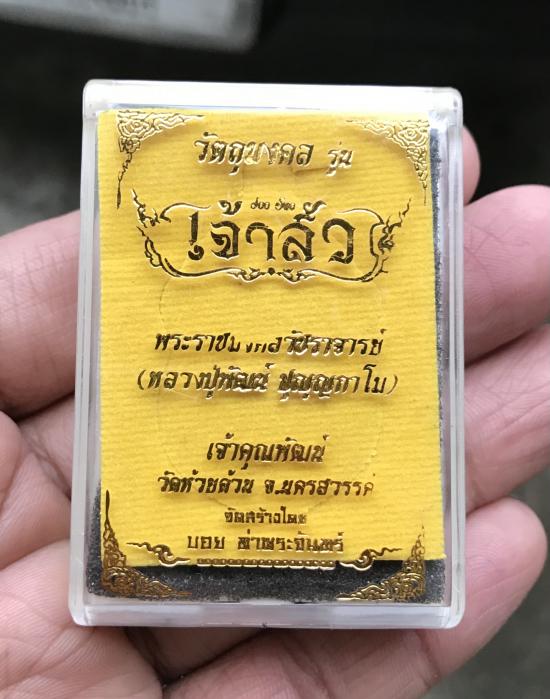 วัตถุมงคล รุ่น
เจ้าสัว
พระราชมงคลวัชราจารย์
(หลวงปู่พัฒน์ ปุญฺญกาโม)
เจ้าคุณพัฒน์
วัดห้วยด้วน จ.นครสวรรค์
จัดสร้างโดย
บอย ท่าพระจันทร์